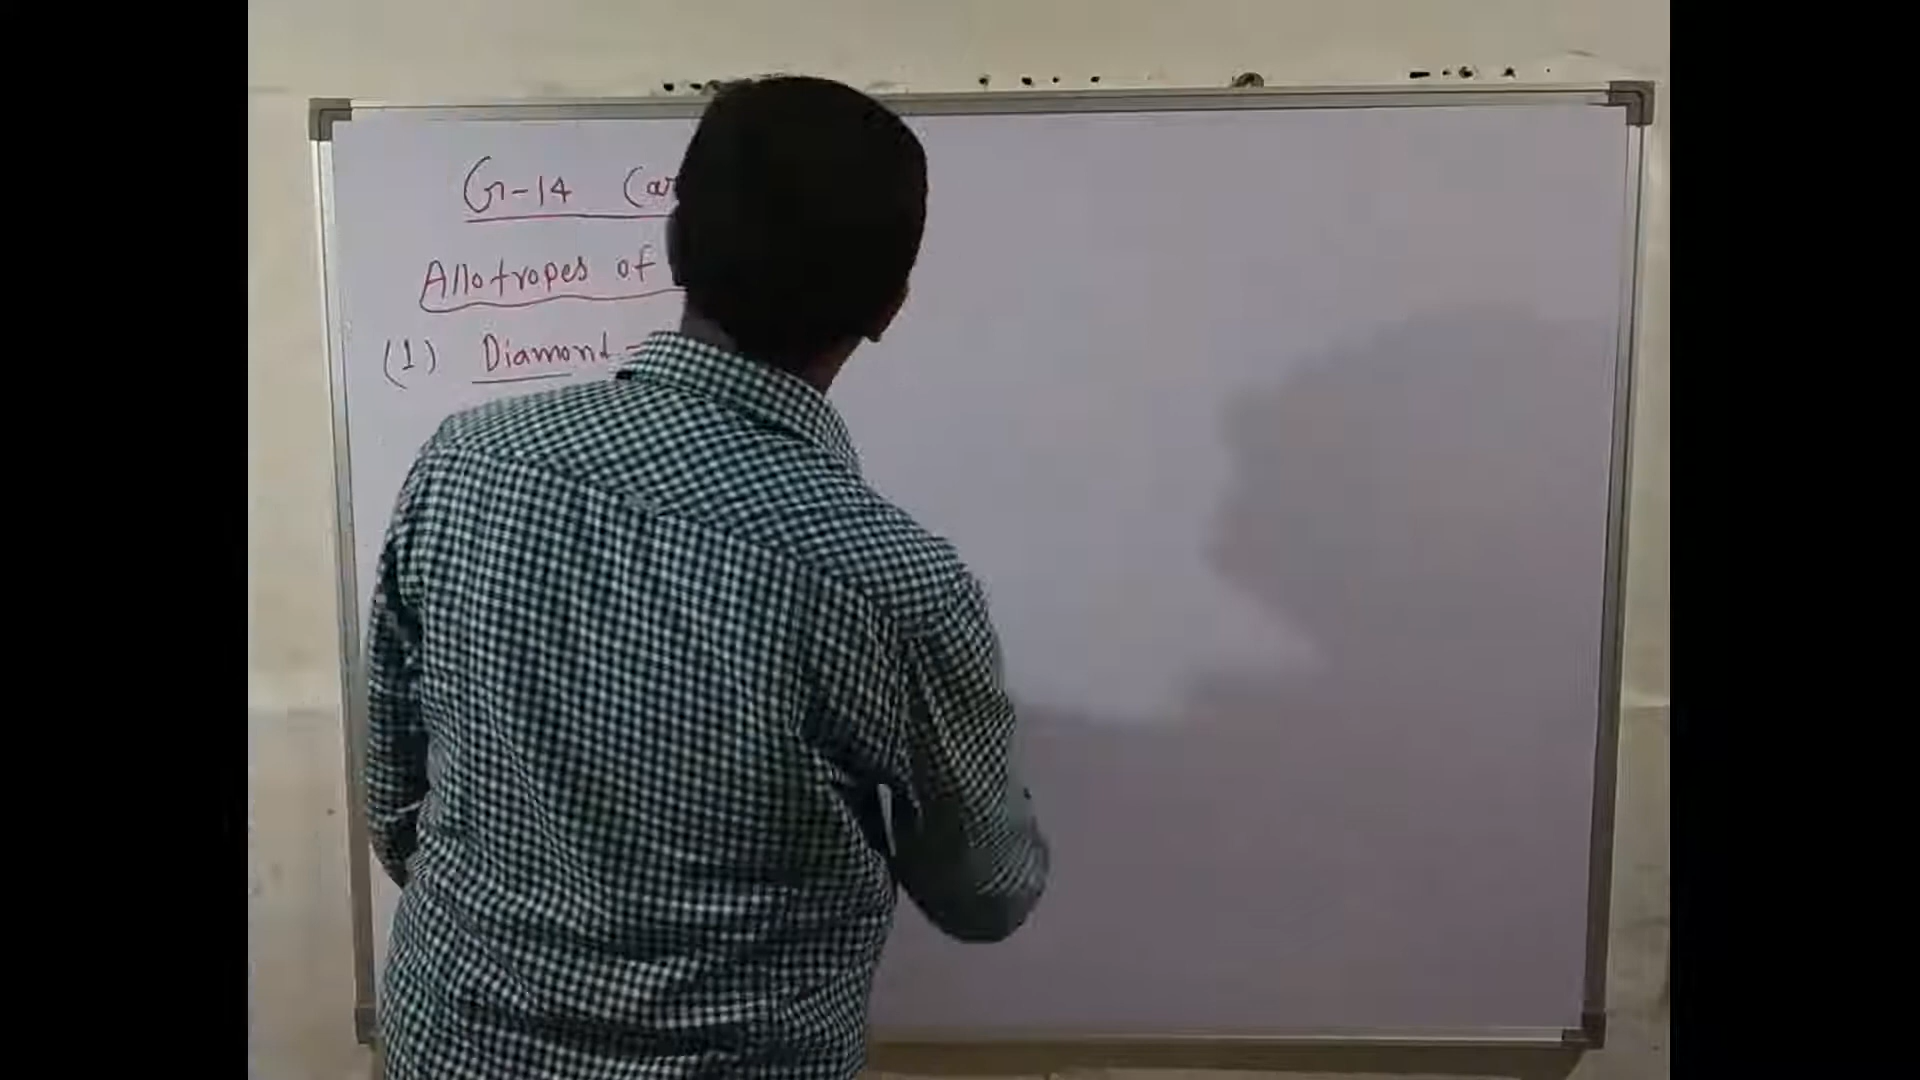 G-14 (Car
Allotropes of
(1) Diamond -